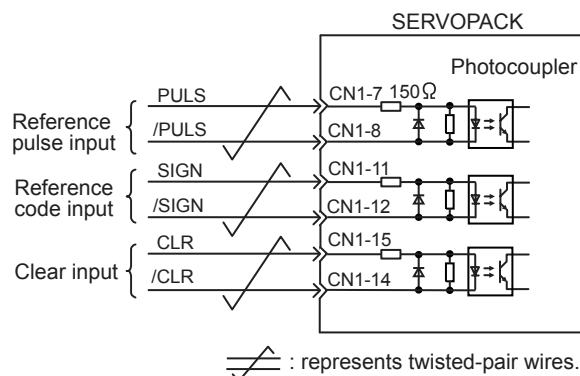 SERVOPACK
Photocoupler
Reference
pulse input
PULS
CN1-7 150Ω
/PULS
CN1-8
Reference
code input
SIGN
CN1-11
/SIGN
CN1-12
Clear input
CLR
CN1-15
/CLR
CN1-14
: represents twisted-pair wires.